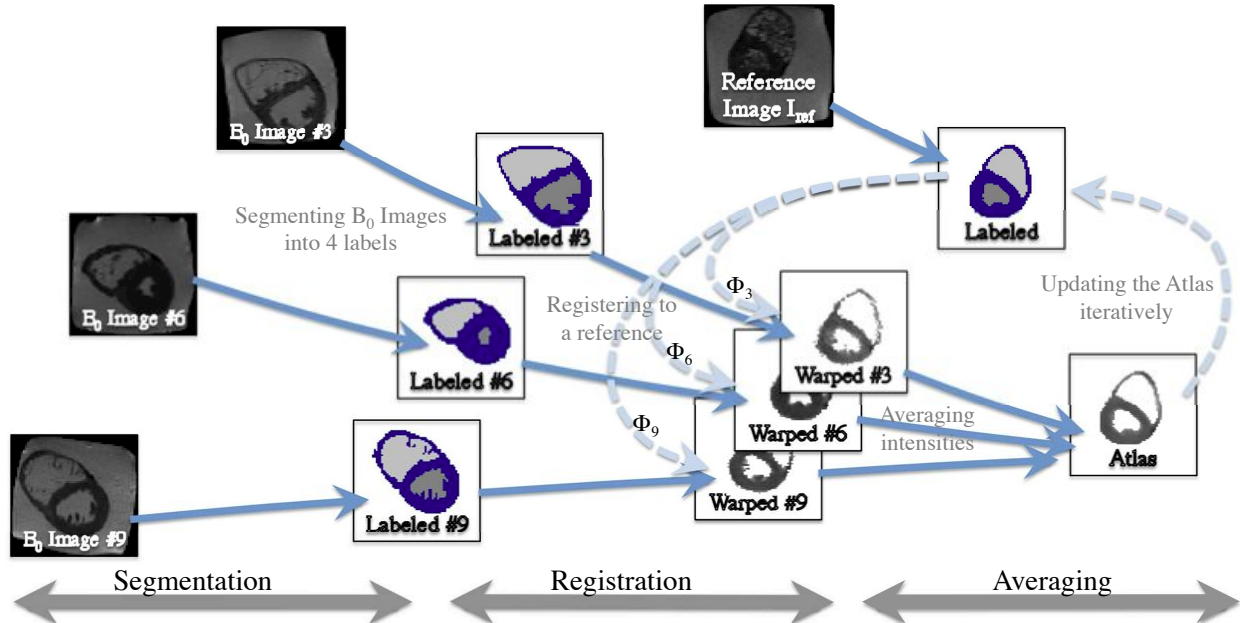 B₀ Image #3
Reference
Image I_ref
Segmenting B₀ Images
into 4 labels
Labeled #3
Labeled
B₀ Image #6
Registering to
a reference
Φ₃
Updating the Atlas
iteratively
Labeled #6
Φ₆
Warped #3
Φ₉
Warped #6
Averaging
intensities
Atlas
B₀ Image #9
Labeled #9
Warped #9
Segmentation
Registration
Averaging